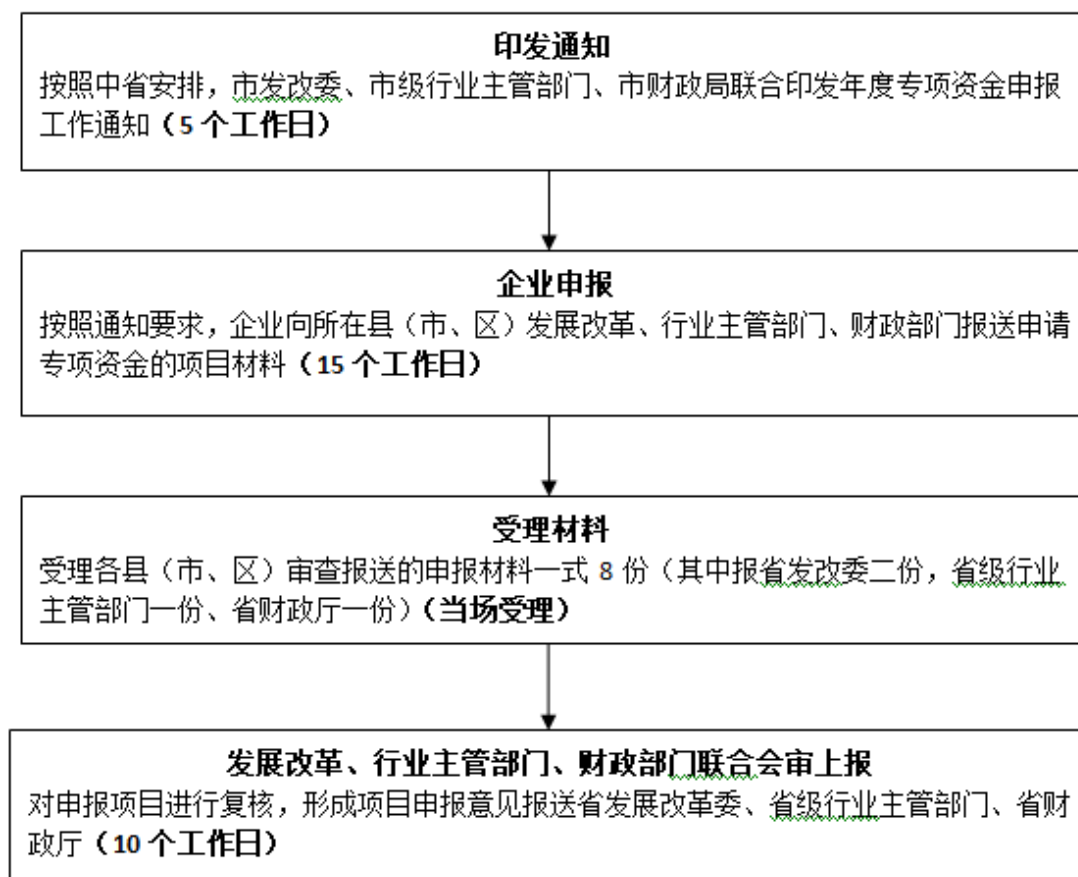 印发通知
按照中省安排，市发改委、市级行业主管部门、市财政局联合印发年度专项资金申报
工作通知（5 个工作日）
企业申报
按照通知要求，企业向所在县（市、区）发展改革、行业主管部门、财政部门报送申请
专项资金的项目材料（15 个工作日）
受理材料
受理各县（市、区）审查报送的申报材料一式 8 份（其中报省发改委二份，省级行业
主管部门一份、省财政厅一份）（当场受理）
发展改革、行业主管部门、财政部门联合会审上报
对申报项目进行复核，形成项目申报意见报送省发展改革委、省级行业主管部门、省财
政厅（10 个工作日）